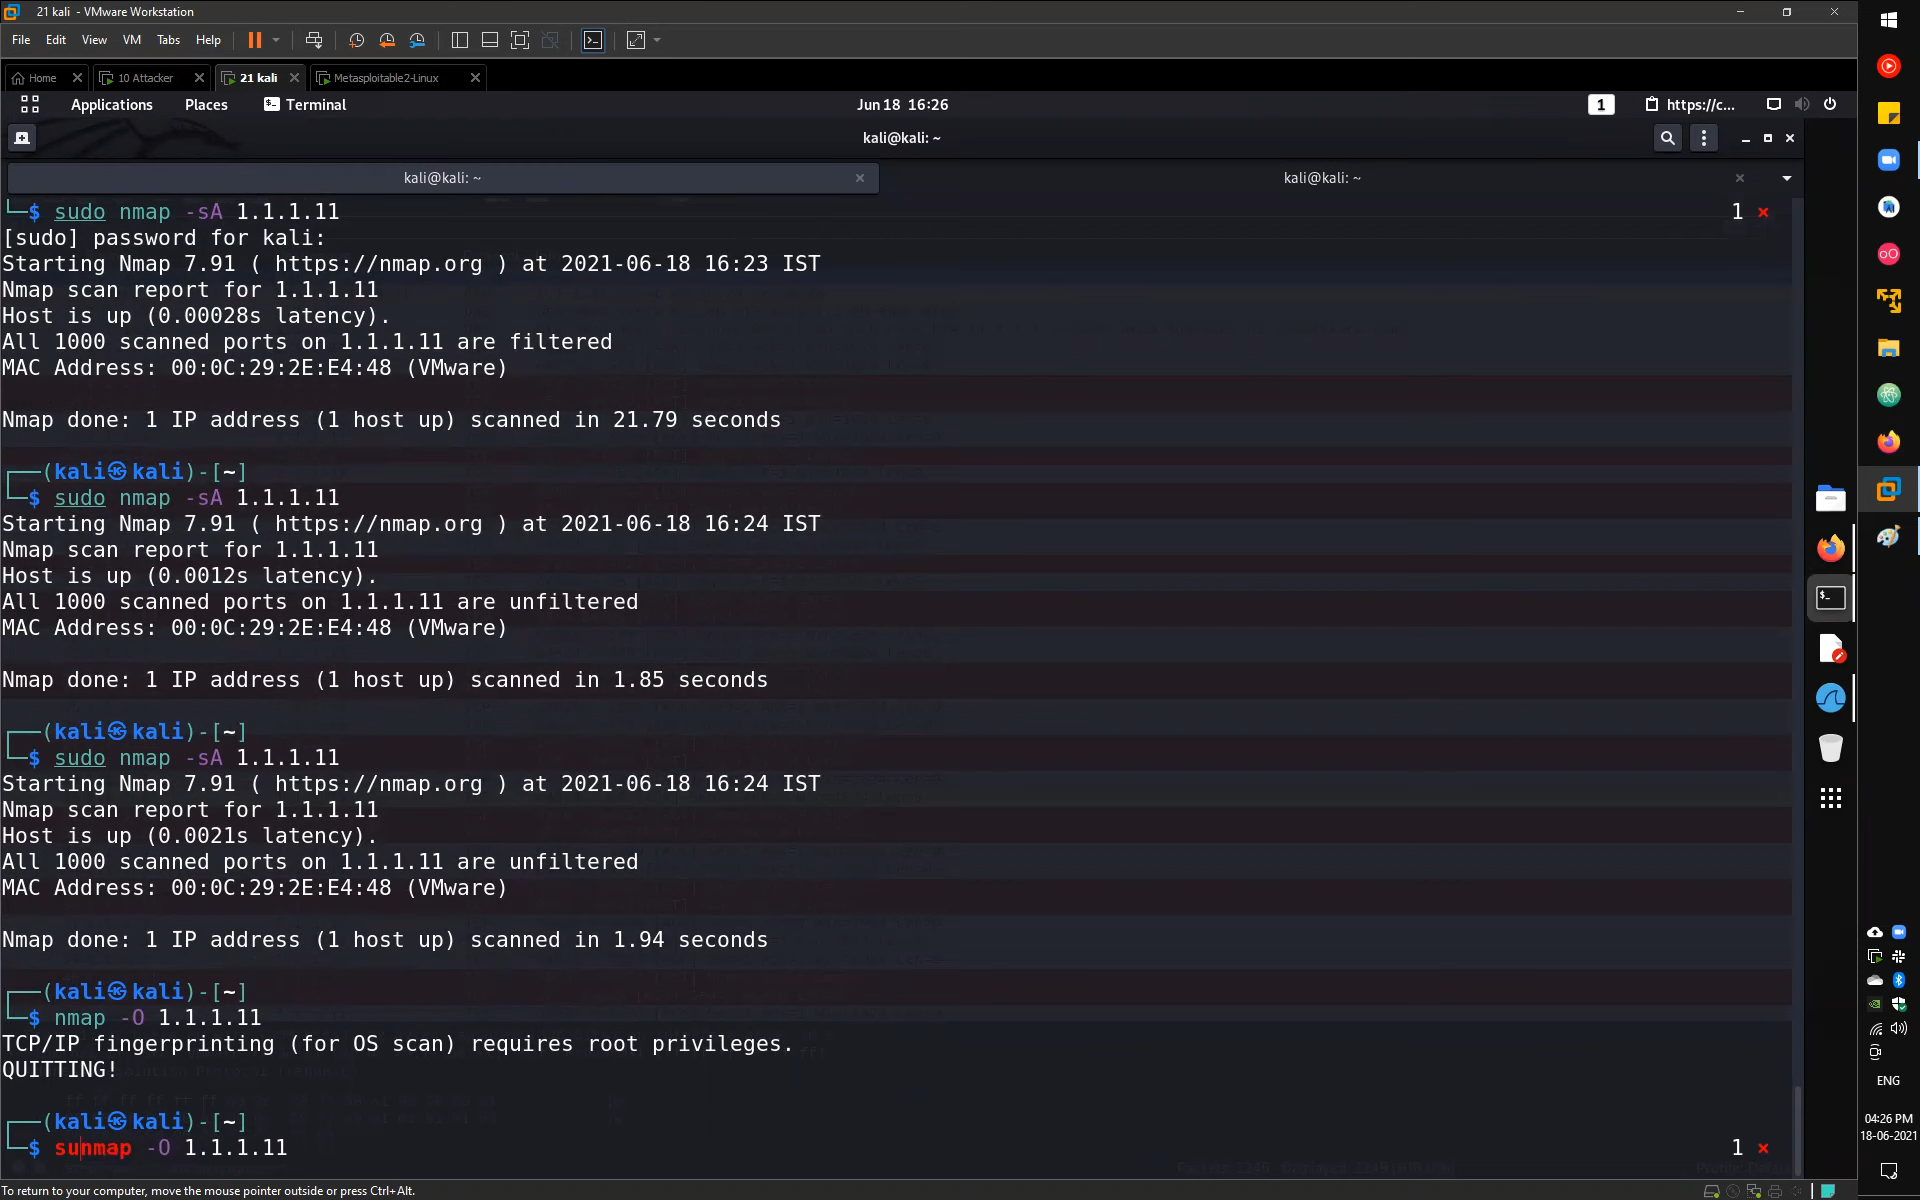 21 kali - VMware Workstation
File Edit View VM Tabs Help
Home 10 Attacker 21 kali Metasploitable2-Linux
Applications Places Terminal Jun 18 16:26 1 https://c...
kali@kali: ~
kali@kali: ~ kali@kali: ~
└─$ sudo nmap -sA 1.1.1.11 1 ⨯
[sudo] password for kali:
Starting Nmap 7.91 ( https://nmap.org ) at 2021-06-18 16:23 IST
Nmap scan report for 1.1.1.11
Host is up (0.00028s latency).
All 1000 scanned ports on 1.1.1.11 are filtered
MAC Address: 00:0C:29:2E:E4:48 (VMware)
Nmap done: 1 IP address (1 host up) scanned in 21.79 seconds
┌──(kali㉿kali)-[~]
└─$ sudo nmap -sA 1.1.1.11
Starting Nmap 7.91 ( https://nmap.org ) at 2021-06-18 16:24 IST
Nmap scan report for 1.1.1.11
Host is up (0.0012s latency).
All 1000 scanned ports on 1.1.1.11 are unfiltered
MAC Address: 00:0C:29:2E:E4:48 (VMware)
Nmap done: 1 IP address (1 host up) scanned in 1.85 seconds
┌──(kali㉿kali)-[~]
└─$ sudo nmap -sA 1.1.1.11
Starting Nmap 7.91 ( https://nmap.org ) at 2021-06-18 16:24 IST
Nmap scan report for 1.1.1.11
Host is up (0.0021s latency).
All 1000 scanned ports on 1.1.1.11 are unfiltered
MAC Address: 00:0C:29:2E:E4:48 (VMware)
Nmap done: 1 IP address (1 host up) scanned in 1.94 seconds
┌──(kali㉿kali)-[~]
└─$ nmap -O 1.1.1.11
TCP/IP fingerprinting (for OS scan) requires root privileges.
QUITTING!
┌──(kali㉿kali)-[~]
└─$ sunmap -O 1.1.1.11 1 ⨯
To return to your computer, move the mouse pointer outside or press Ctrl+Alt.
ENG
04:26 PM
18-06-2021